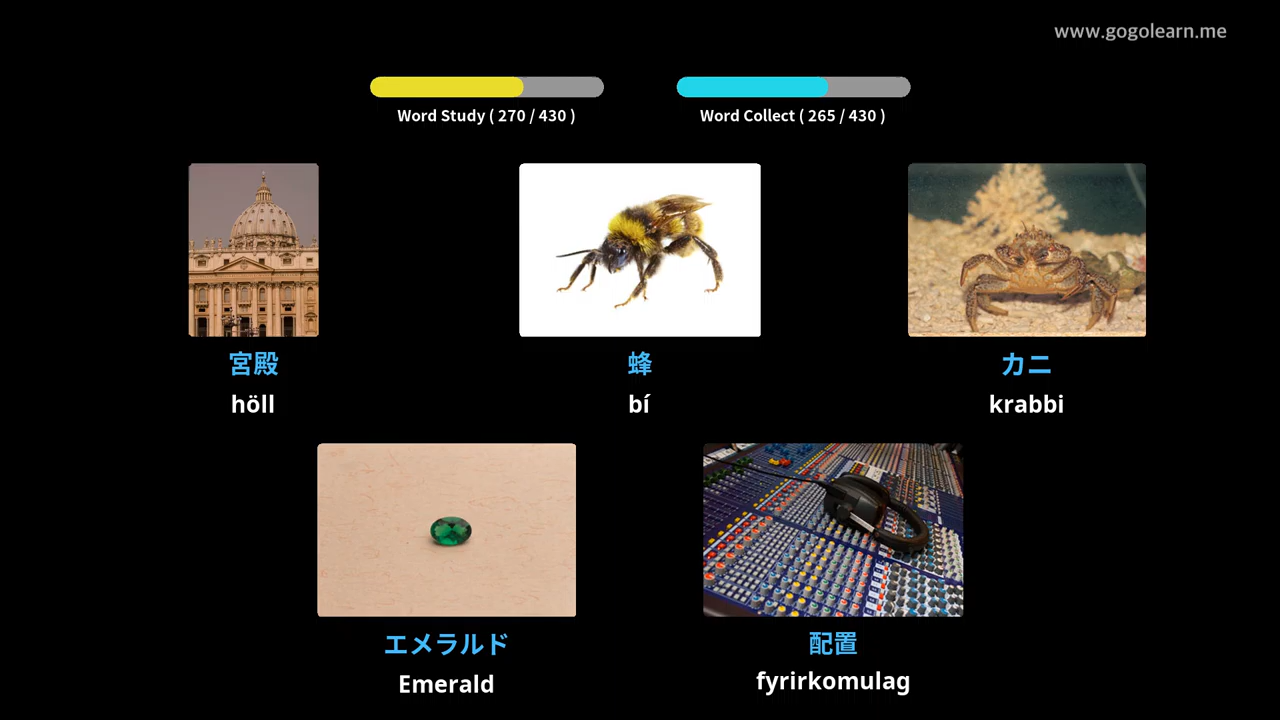 www.gogolearn.me
Word Study ( 270 / 430 )
Word Collect ( 265 / 430 )
宮殿
蜂
カニ
höll
bí
krabbi
エメラルド
配置
Emerald
fyrirkomulag